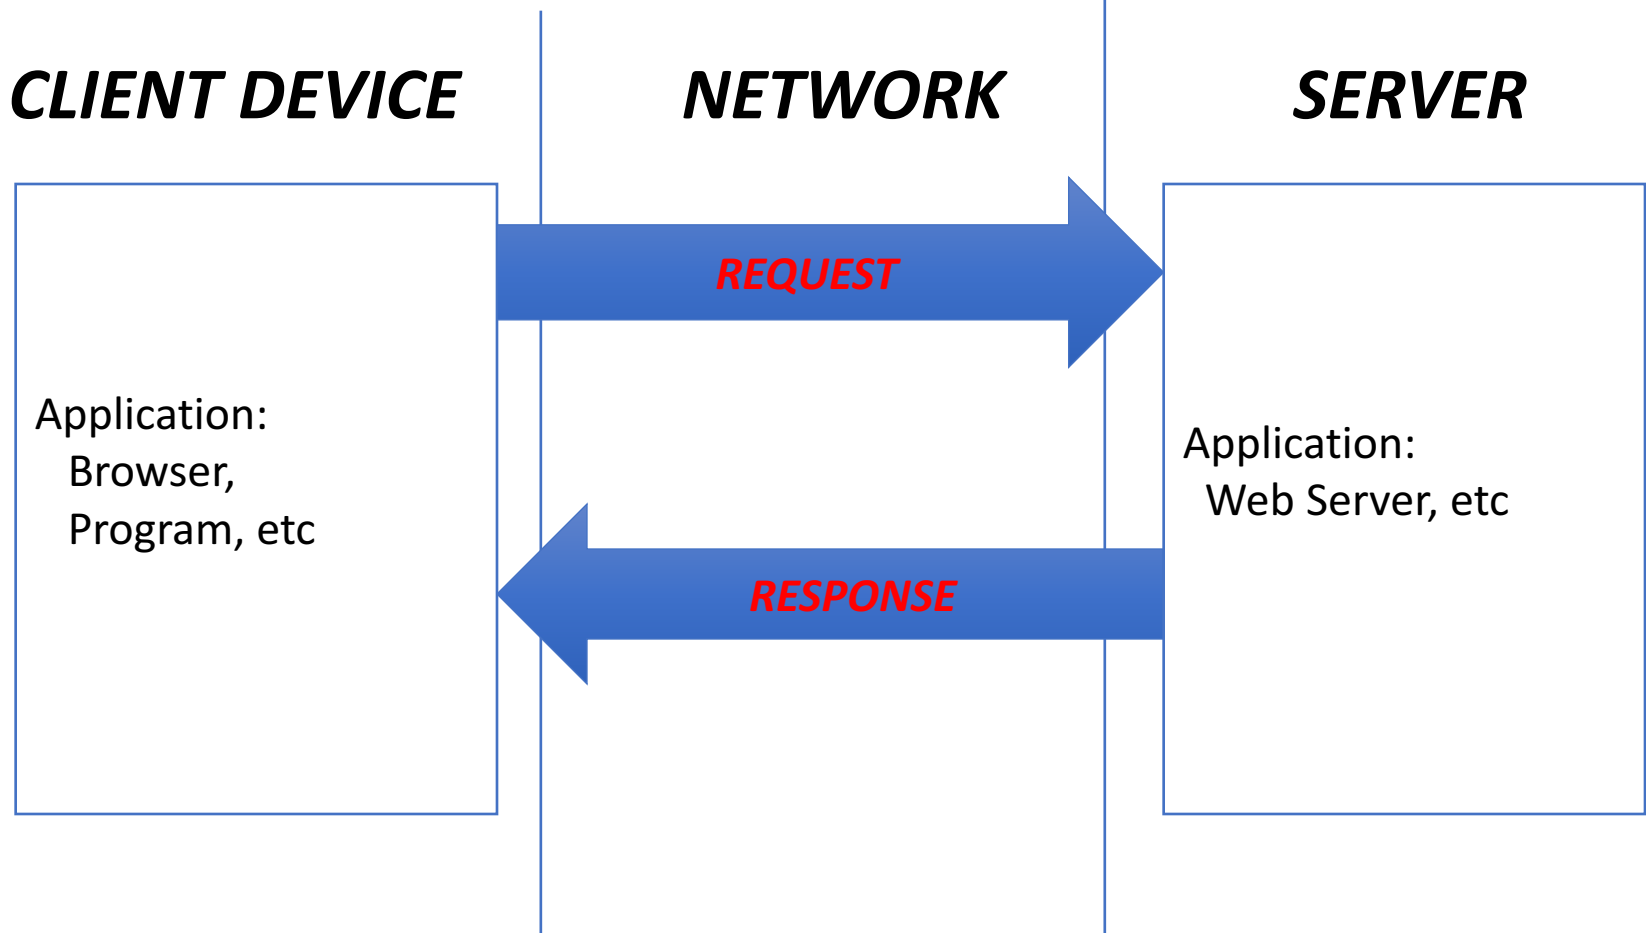 CLIENT DEVICE
NETWORK
SERVER
REQUEST
Application:
Browser,
Program, etc
Application:
Web Server, etc
RESPONSE